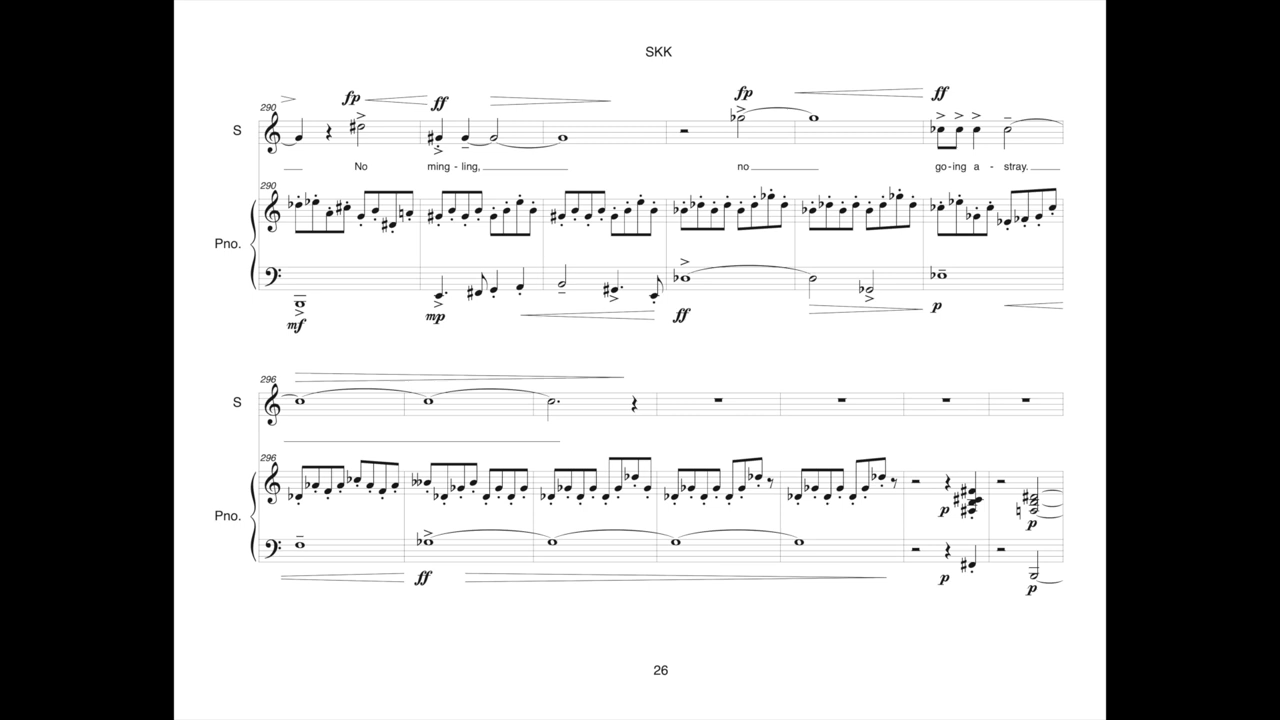 SKK
290
fp
ff
fp
ff
S
No ming - ling, no go - ing a - stray.
290
Pno.
mf
mp
ff
p
296
S
296
Pno.
p
p
ff
p
p
26